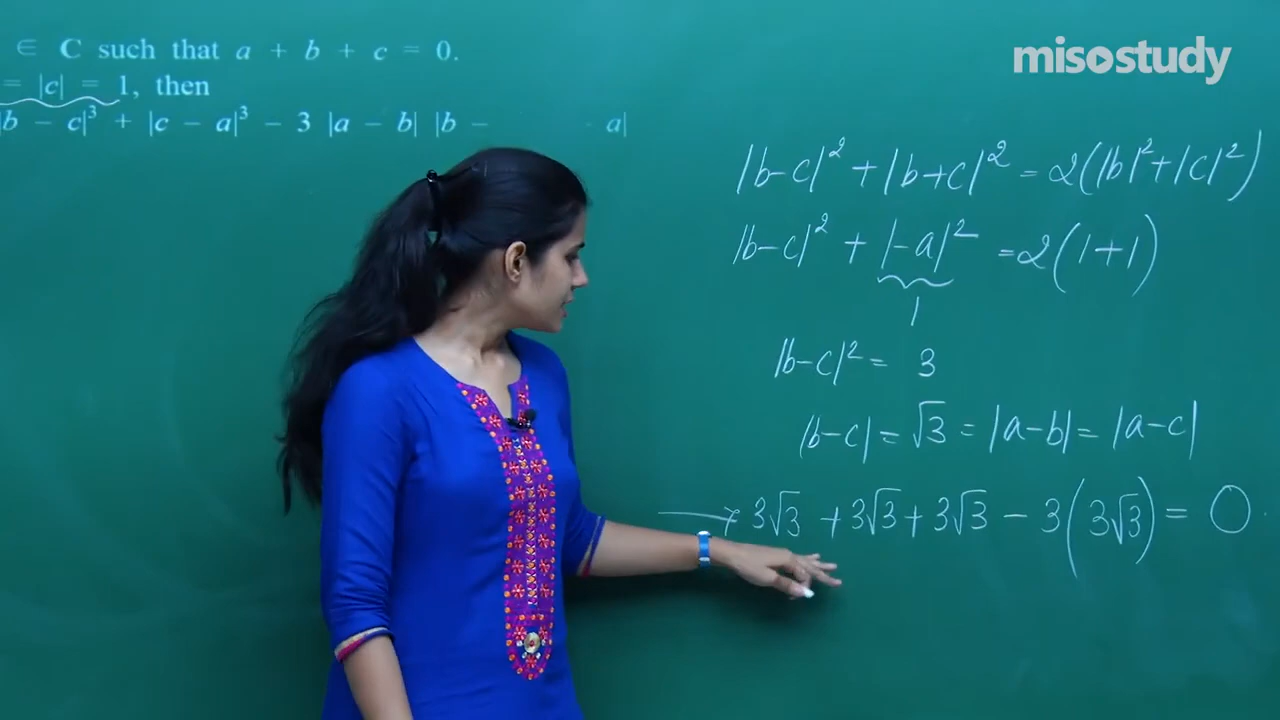 ∈ C such that a + b + c = 0.
= |c| = 1, then
|b − c|³ + |c − a|³ − 3 |a − b| |b − a|
misostudy
|b-c|² + |b+c|² = 2(|b|²+|c|²)
|b-c|² + |-a|² = 2(1+1)
1
|b-c|² = 3
|b-c| = √3 = |a-b| = |a-c|
→ 3√3 + 3√3 + 3√3 − 3(3√3) = 0